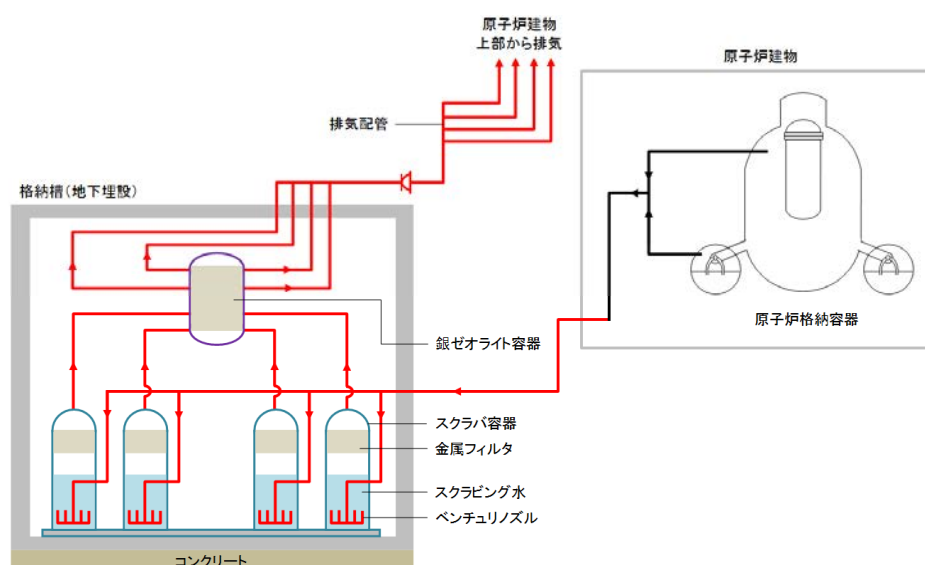 原子炉建物
上部から排気
原子炉建物
排気配管
格納槽(地下埋設)
原子炉格納容器
銀ゼオライト容器
スクラバ容器
金属フィルタ
スクラビング水
ベンチュリノズル
コンクリート